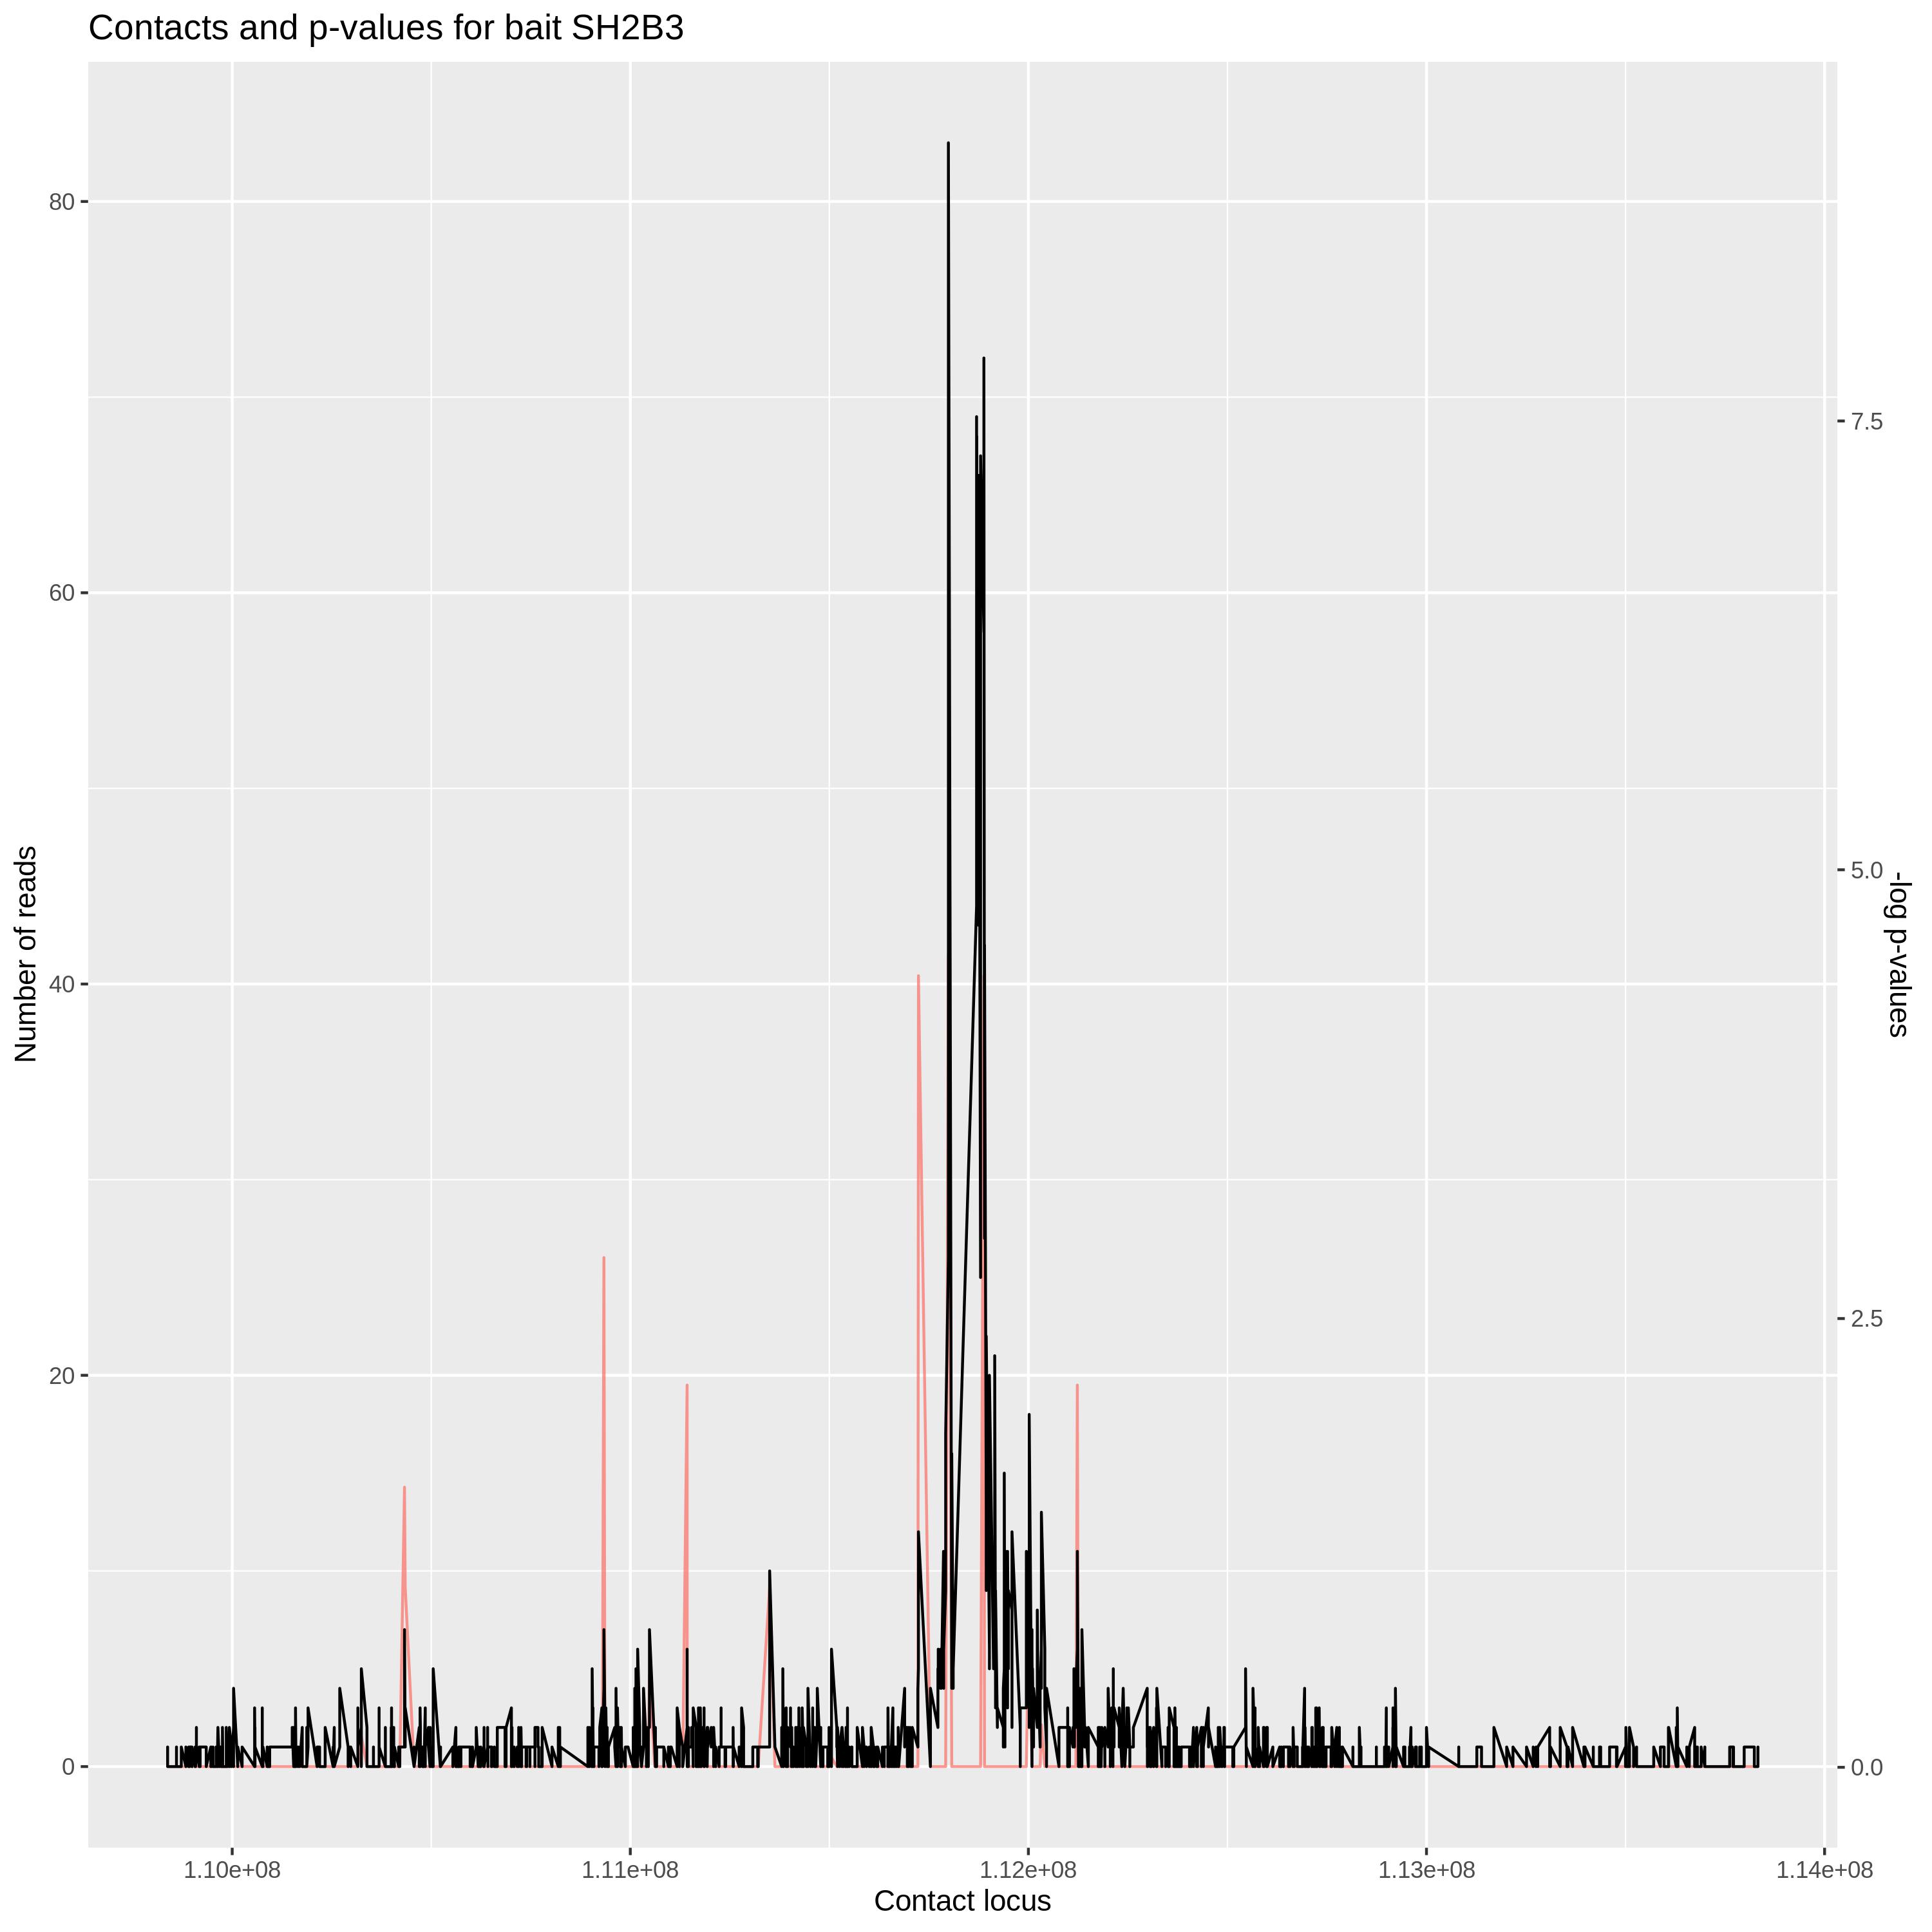 Contacts and p-values for bait SH2B3
80
60
40
20
0
7.5
5.0
2.5
0.0
Number of reads
-log p-values
1.10e+08
1.11e+08
1.12e+08
1.13e+08
1.14e+08
Contact locus